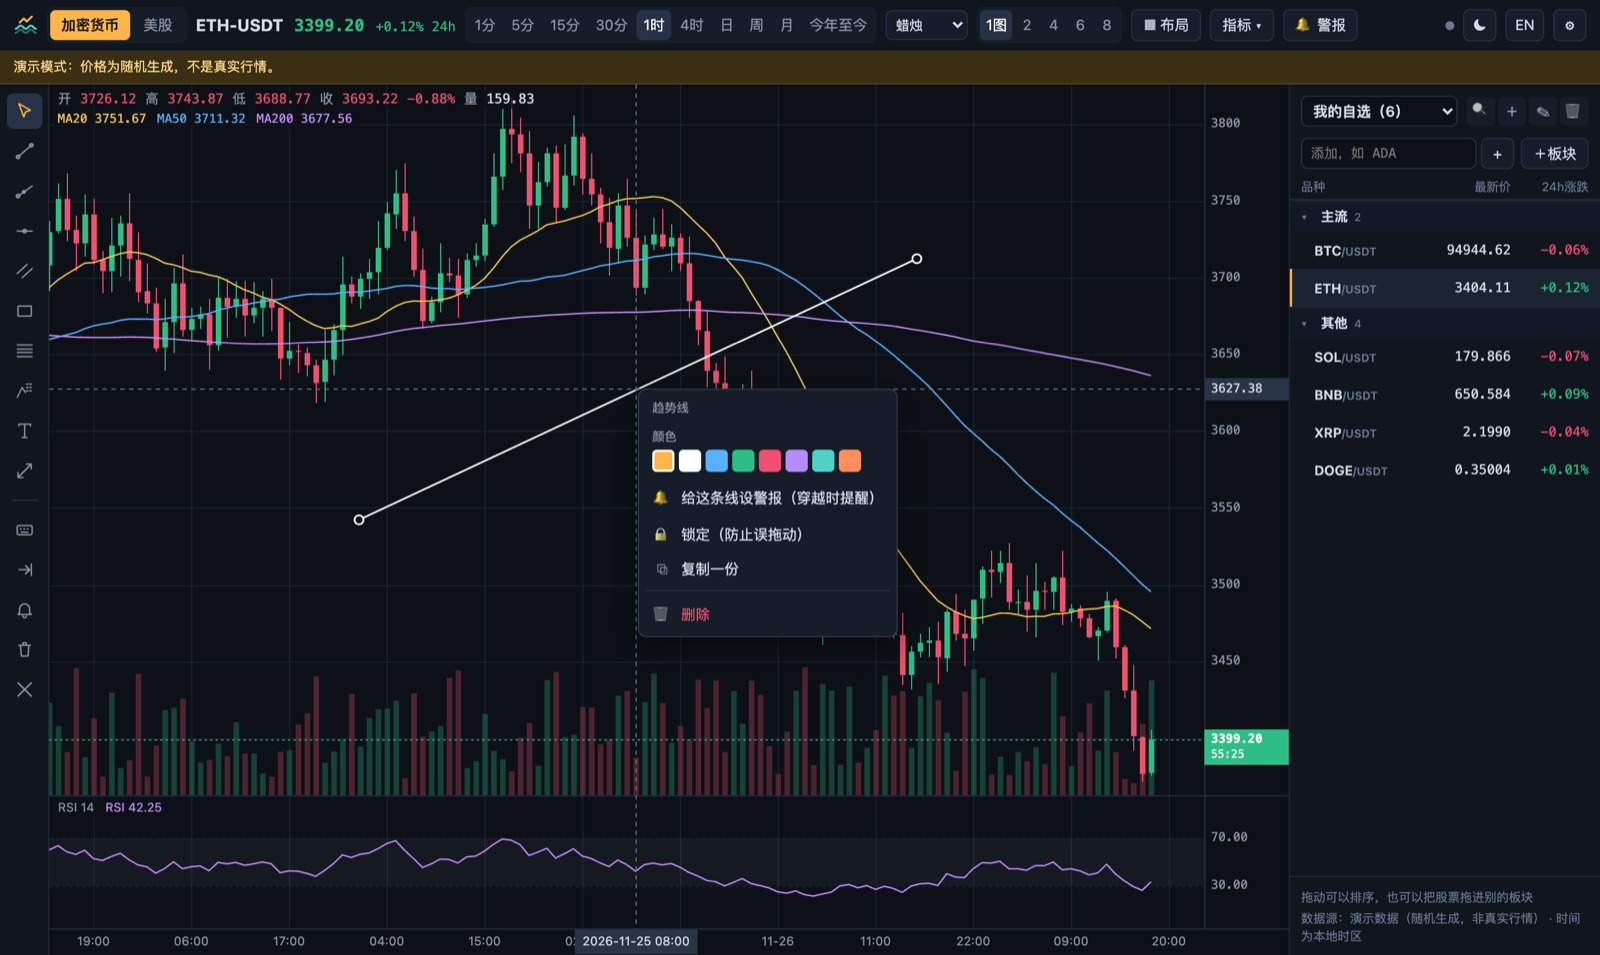 加密货币 美股 ETH-USDT 3399.20 +0.12% 24h 1分 5分 15分 30分 1时 4时 日 周 月 今年至今 蜡烛 1图 2 4 6 8 布局 指标 警报 EN
演示模式：价格为随机生成，不是真实行情。
开 3726.12 高 3743.87 低 3688.77 收 3693.22 -0.88% 量 159.83
MA20 3751.67 MA50 3711.32 MA200 3677.56
3800
3750
3700
3650
3627.38
3600
3550
3500
3450
3399.20
55:25
趋势线
颜色
给这条线设警报（穿越时提醒）
锁定（防止误拖动）
复制一份
删除
RSI 14 RSI 42.25
70.00
30.00
19:00 06:00 17:00 04:00 15:00 2026-11-25 08:00 11-26 11:00 22:00 09:00 20:00
我的自选（6）
添加，如 ADA + +板块
品种 最新价 24h涨跌
主流 2
BTC/USDT 94944.62 -0.06%
ETH/USDT 3404.11 +0.12%
其他 4
SOL/USDT 179.866 -0.07%
BNB/USDT 650.584 +0.09%
XRP/USDT 2.1990 -0.04%
DOGE/USDT 0.35004 +0.01%
拖动可以排序，也可以把股票拖进别的板块
数据源：演示数据（随机生成，非真实行情）· 时间
为本地时区